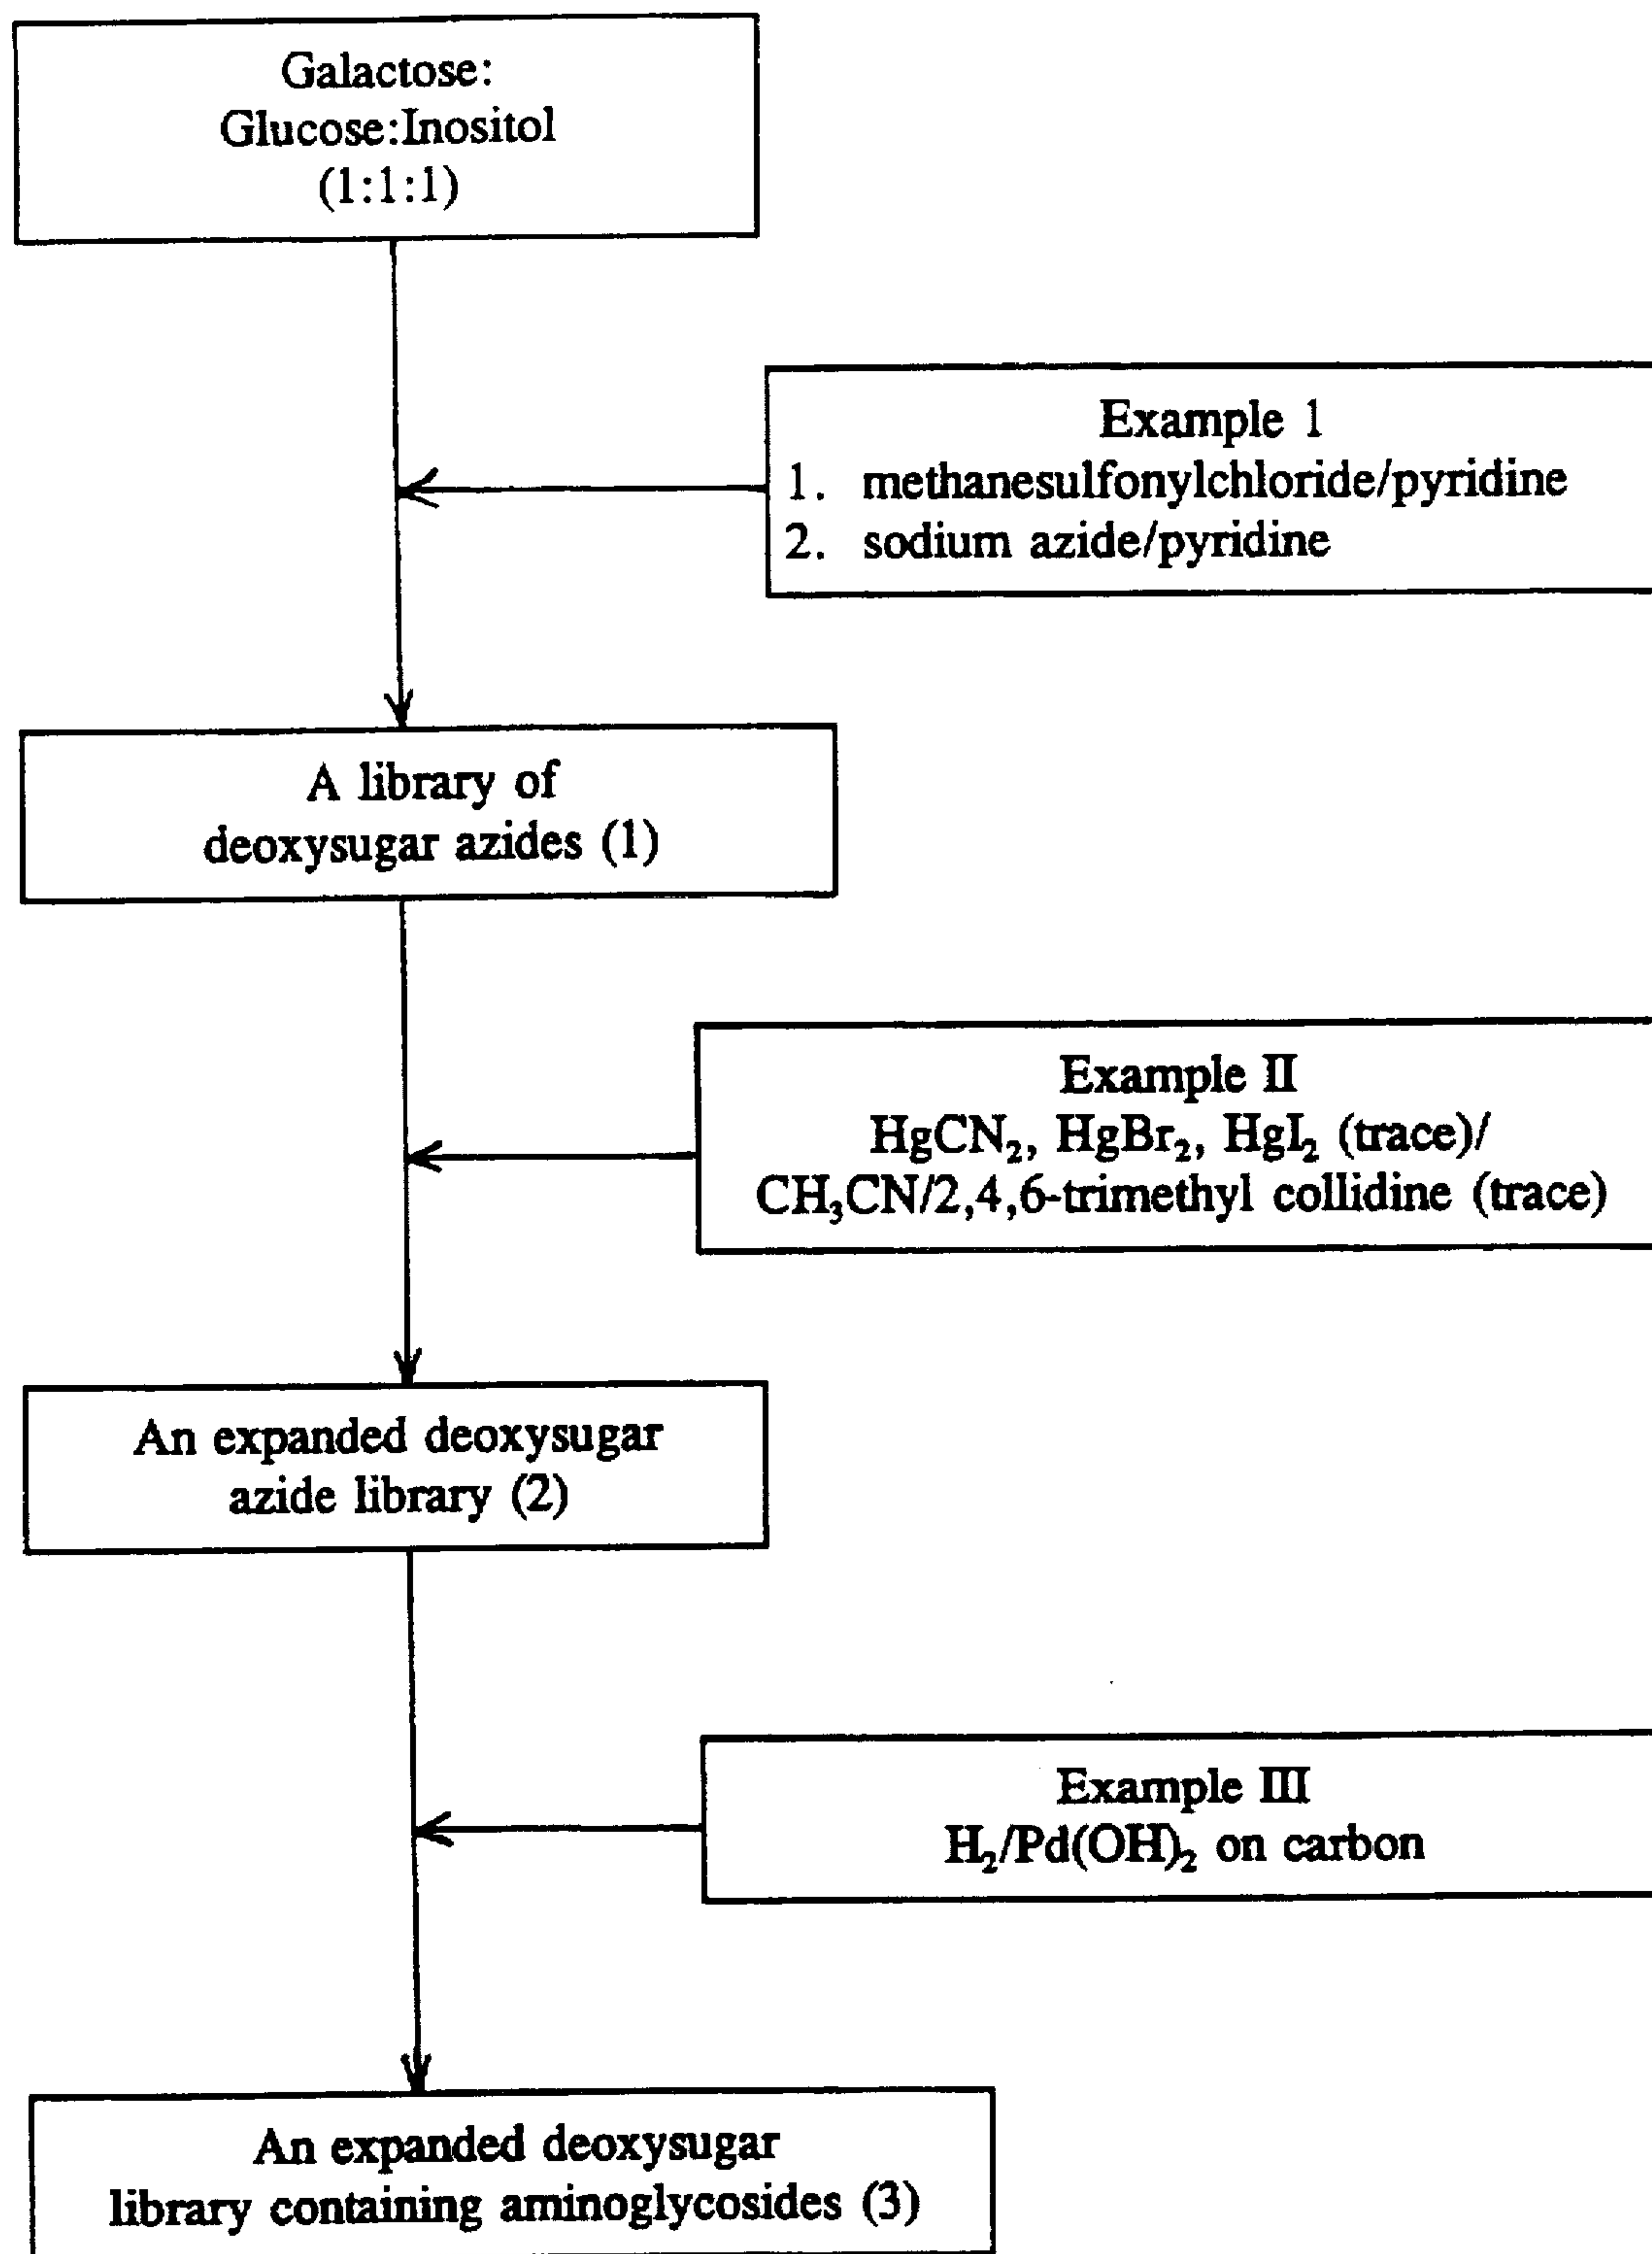 Galactose:
Glucose:Inositol
(1:1:1)
Example 1
1. methanesulfonylchloride/pyridine
2. sodium azide/pyridine
A library of
deoxysugar azides (1)
Example II
HgCN₂, HgBr₂, HgI₂ (trace)/
CH₃CN/2,4,6-trimethyl collidine (trace)
An expanded deoxysugar
azide library (2)
Example III
H₂/Pd(OH)₂ on carbon
An expanded deoxysugar
library containing aminoglycosides (3)